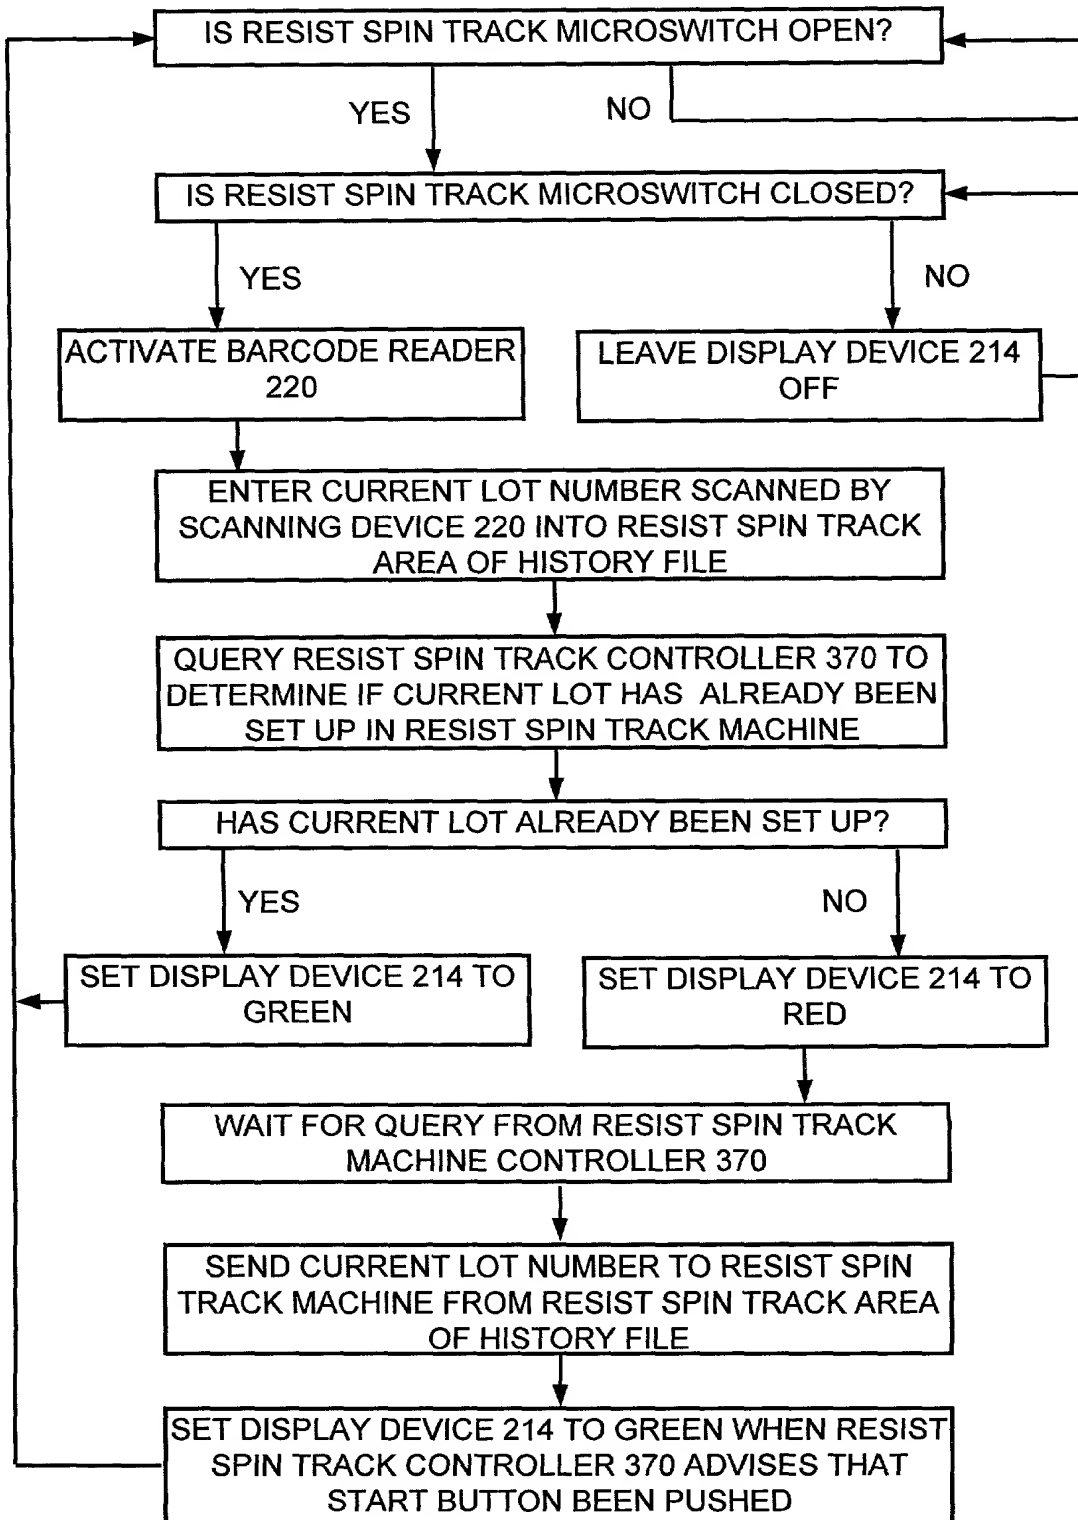 IS RESIST SPIN TRACK MICROSWITCH OPEN?
YES
NO
IS RESIST SPIN TRACK MICROSWITCH CLOSED?
YES
NO
ACTIVATE BARCODE READER
220
LEAVE DISPLAY DEVICE 214
OFF
ENTER CURRENT LOT NUMBER SCANNED BY
SCANNING DEVICE 220 INTO RESIST SPIN TRACK
AREA OF HISTORY FILE
QUERY RESIST SPIN TRACK CONTROLLER 370 TO
DETERMINE IF CURRENT LOT HAS ALREADY BEEN
SET UP IN RESIST SPIN TRACK MACHINE
HAS CURRENT LOT ALREADY BEEN SET UP?
YES
NO
SET DISPLAY DEVICE 214 TO
GREEN
SET DISPLAY DEVICE 214 TO
RED
WAIT FOR QUERY FROM RESIST SPIN TRACK
MACHINE CONTROLLER 370
SEND CURRENT LOT NUMBER TO RESIST SPIN
TRACK MACHINE FROM RESIST SPIN TRACK AREA
OF HISTORY FILE
SET DISPLAY DEVICE 214 TO GREEN WHEN RESIST
SPIN TRACK CONTROLLER 370 ADVISES THAT
START BUTTON BEEN PUSHED